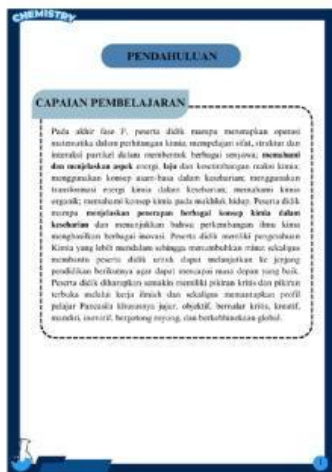 CHEMISTRY
PENDAHULUAN
CAPAIAN PEMBELAJARAN
Pada akhir fase F, peserta didik mampu menerapkan operasi
matematika dalam perhitungan kimia; mempelajari sifat, struktur dan
interaksi partikel dalam membentuk berbagai senyawa; memahami
dan menjelaskan aspek energi, laju dan kesetimbangan reaksi kimia;
menggunakan konsep asam-basa dalam keseharian; menggunakan
transformasi energi kimia dalam keseharian; memahami kimia
organik; memahami konsep kimia pada makhluk hidup. Peserta didik
mampu menjelaskan penerapan berbagai konsep kimia dalam
keseharian dan menunjukkan bahwa perkembangan ilmu kimia
menghasilkan berbagai inovasi. Peserta didik memiliki pengetahuan
Kimia yang lebih mendalam sehingga menumbuhkan minat sekaligus
membantu peserta didik untuk dapat melanjutkan ke jenjang
pendidikan berikutnya agar dapat mencapai masa depan yang baik.
Peserta didik diharapkan semakin memiliki pikiran kritis dan pikiran
terbuka melalui kerja ilmiah dan sekaligus memantapkan profil
pelajar Pancasila khususnya jujur, objektif, bernalar kritis, kreatif,
mandiri, inovatif, bergotong royong, dan berkebhinekaan global.